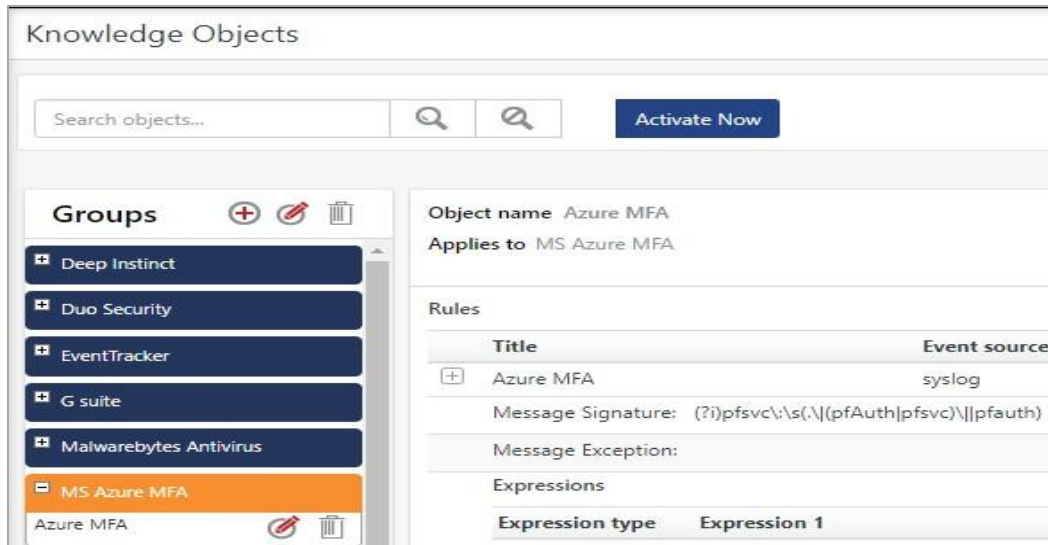 Knowledge Objects
Search objects...
Activate Now
Groups
Deep Instinct
Duo Security
EventTracker
G suite
Malwarebytes Antivirus
MS Azure MFA
Azure MFA
Object name Azure MFA
Applies to MS Azure MFA
Rules
Title Event source
Azure MFA syslog
Message Signature: (?i)pfsvc\:\s(.\|(pfAuth|pfsvc)\||pfauth)
Message Exception:
Expressions
Expression type Expression 1